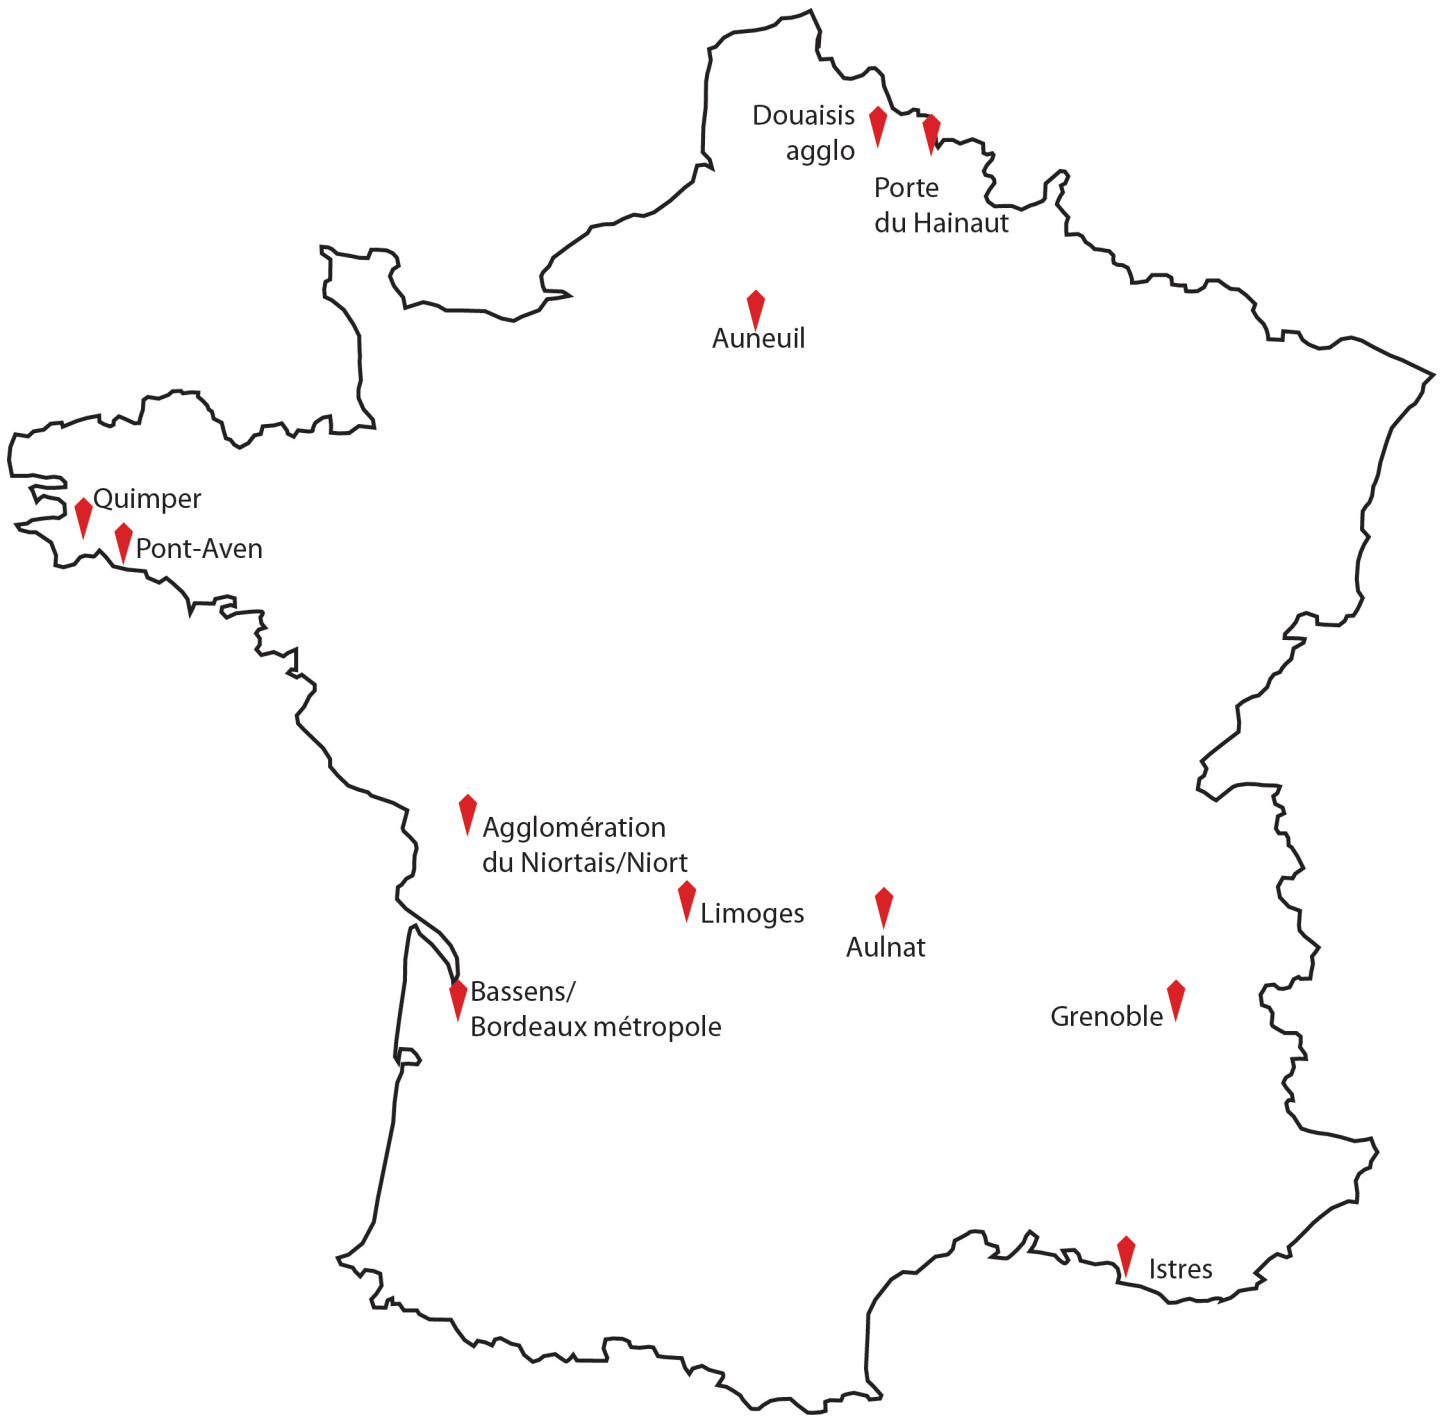 Douaisis
agglo
Porte
du Hainaut
Auneuil
Quimper
Pont-Aven
Agglomération
du Niortais/Niort
Limoges
Aulnat
Bassens/
Bordeaux métropole
Grenoble
Istres